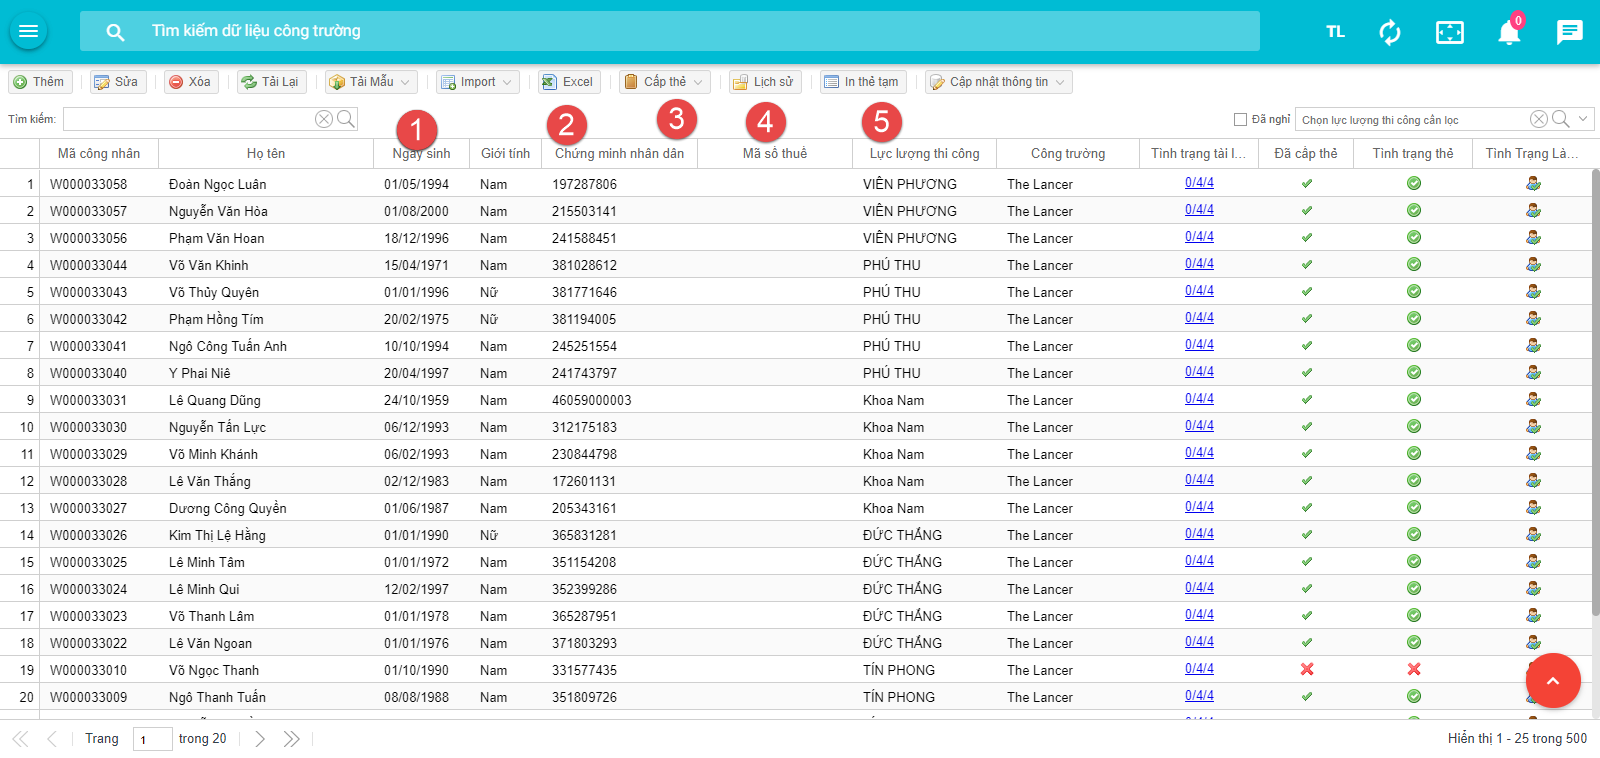 Tìm kiếm dữ liệu công trường TL 0
Thêm Sửa Xóa Tải Lại Tải Mẫu Import Excel Cấp thẻ Lịch sử In thẻ tạm Cập nhật thông tin
Tìm kiếm: 1 2 3 4 5 Đã nghỉ Chọn lực lượng thi công cần lọc
Mã công nhân Họ tên Ngày sinh Giới tính Chứng minh nhân dân Mã số thuế Lực lượng thi công Công trường Tình trạng tài l... Đã cấp thẻ Tình trạng thẻ Tình Trạng Là...
1 W000033058 Đoàn Ngọc Luân 01/05/1994 Nam 197287806 VIÊN PHƯƠNG The Lancer 0/4/4
2 W000033057 Nguyễn Văn Hòa 01/08/2000 Nam 215503141 VIÊN PHƯƠNG The Lancer 0/4/4
3 W000033056 Phạm Văn Hoan 18/12/1996 Nam 241588451 VIÊN PHƯƠNG The Lancer 0/4/4
4 W000033044 Võ Văn Khinh 15/04/1971 Nam 381028612 PHÚ THU The Lancer 0/4/4
5 W000033043 Võ Thủy Quyên 01/01/1996 Nữ 381771646 PHÚ THU The Lancer 0/4/4
6 W000033042 Phạm Hồng Tím 20/02/1975 Nữ 381194005 PHÚ THU The Lancer 0/4/4
7 W000033041 Ngô Công Tuấn Anh 10/10/1994 Nam 245251554 PHÚ THU The Lancer 0/4/4
8 W000033040 Y Phai Niê 20/04/1997 Nam 241743797 PHÚ THU The Lancer 0/4/4
9 W000033031 Lê Quang Dũng 24/10/1959 Nam 46059000003 Khoa Nam The Lancer 0/4/4
10 W000033030 Nguyễn Tấn Lực 06/12/1993 Nam 312175183 Khoa Nam The Lancer 0/4/4
11 W000033029 Võ Minh Khánh 06/02/1993 Nam 230844798 Khoa Nam The Lancer 0/4/4
12 W000033028 Lê Văn Thắng 02/12/1983 Nam 172601131 Khoa Nam The Lancer 0/4/4
13 W000033027 Dương Công Quyền 01/06/1987 Nam 205343161 Khoa Nam The Lancer 0/4/4
14 W000033026 Kim Thị Lệ Hằng 01/01/1990 Nữ 365831281 ĐỨC THẮNG The Lancer 0/4/4
15 W000033025 Lê Minh Tâm 01/01/1972 Nam 351154208 ĐỨC THẮNG The Lancer 0/4/4
16 W000033024 Lê Minh Qui 12/02/1997 Nam 352399286 ĐỨC THẮNG The Lancer 0/4/4
17 W000033023 Võ Thanh Lâm 01/01/1978 Nam 365287951 ĐỨC THẮNG The Lancer 0/4/4
18 W000033022 Lê Văn Ngoan 01/01/1976 Nam 371803293 ĐỨC THẮNG The Lancer 0/4/4
19 W000033010 Võ Ngọc Thanh 01/10/1990 Nam 331577435 TÍN PHONG The Lancer 0/4/4
20 W000033009 Ngô Thanh Tuấn 08/08/1988 Nam 351809726 TÍN PHONG The Lancer 0/4/4
Trang 1 trong 20 Hiển thị 1 - 25 trong 500